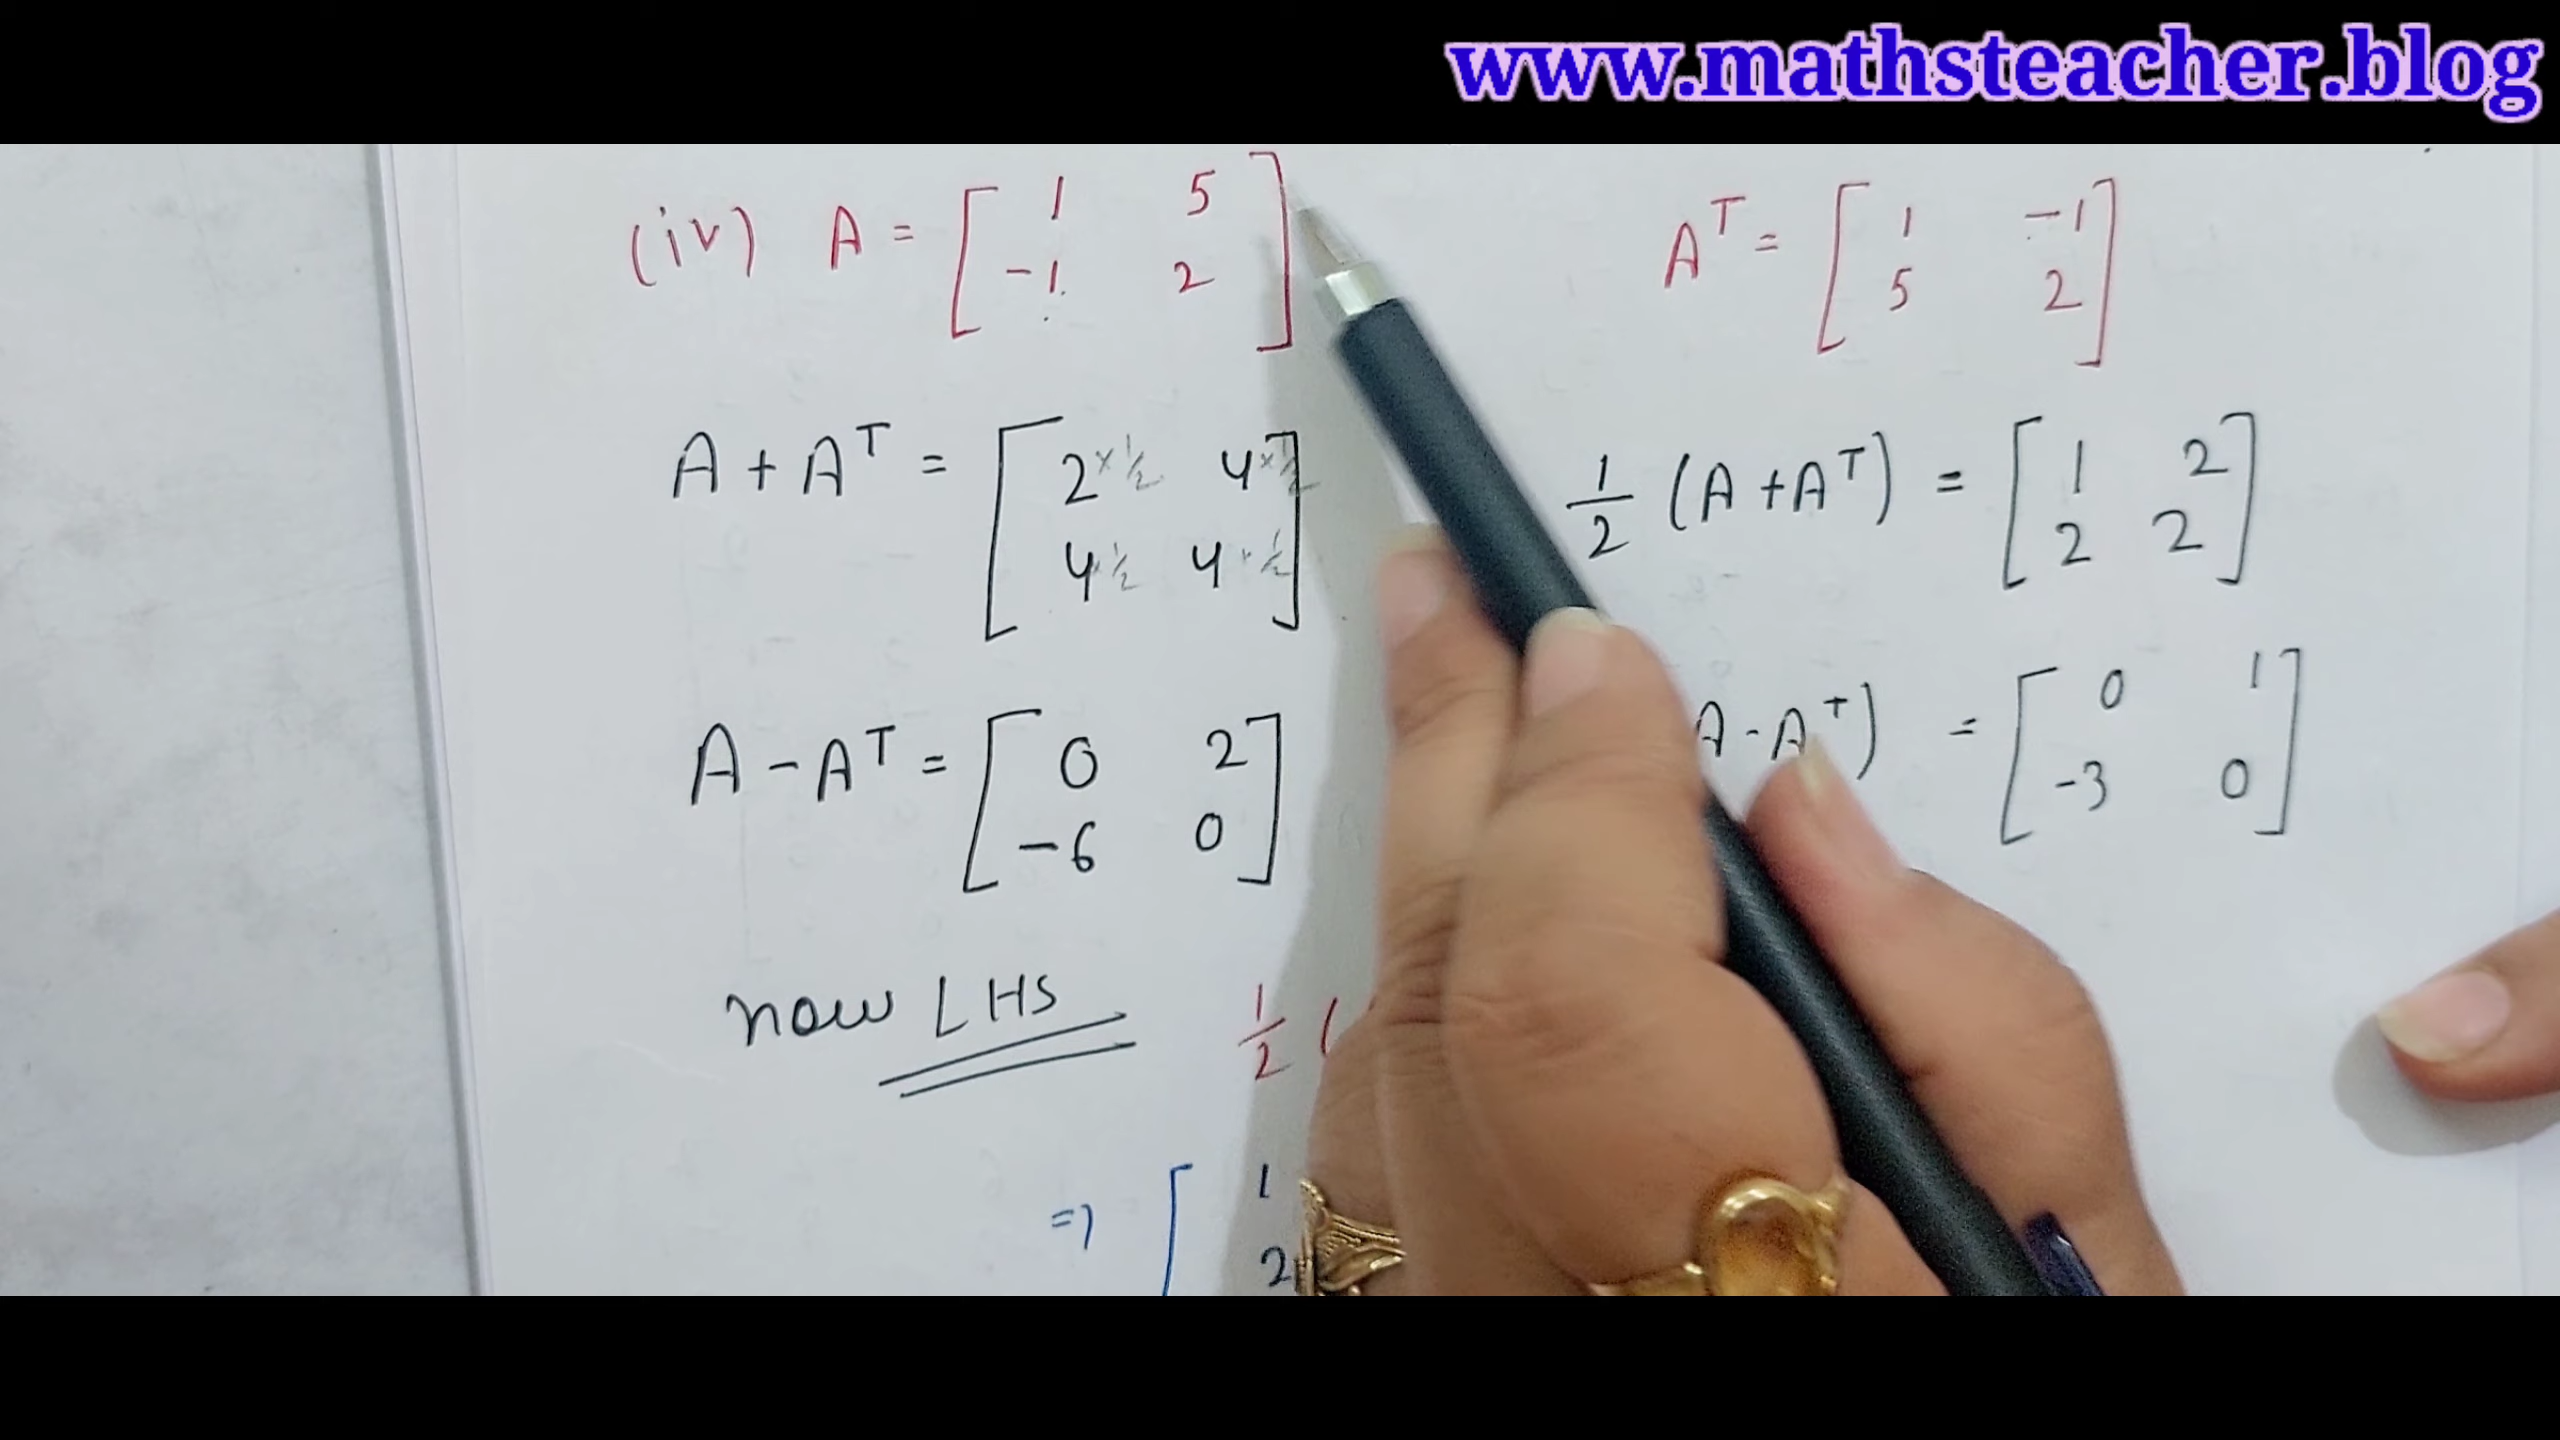 www.mathsteacher.blog
(iv) A = [ 1 5 ] A^T = [ 1 -1 ]
[ -1 2 ] [ 5 2 ]
A + A^T = [ 2 × 1/2 4 × 1/2 ] 1/2 (A + A^T) = [ 1 2 ]
[ 4 × 1/2 4 × 1/2 ] [ 2 2 ]
A - A^T = [ 0 2 ] A - A^T) = [ 0 1 ]
[ -6 0 ] [ -3 0 ]
now LHS 1/2 (
=> [ 1
2